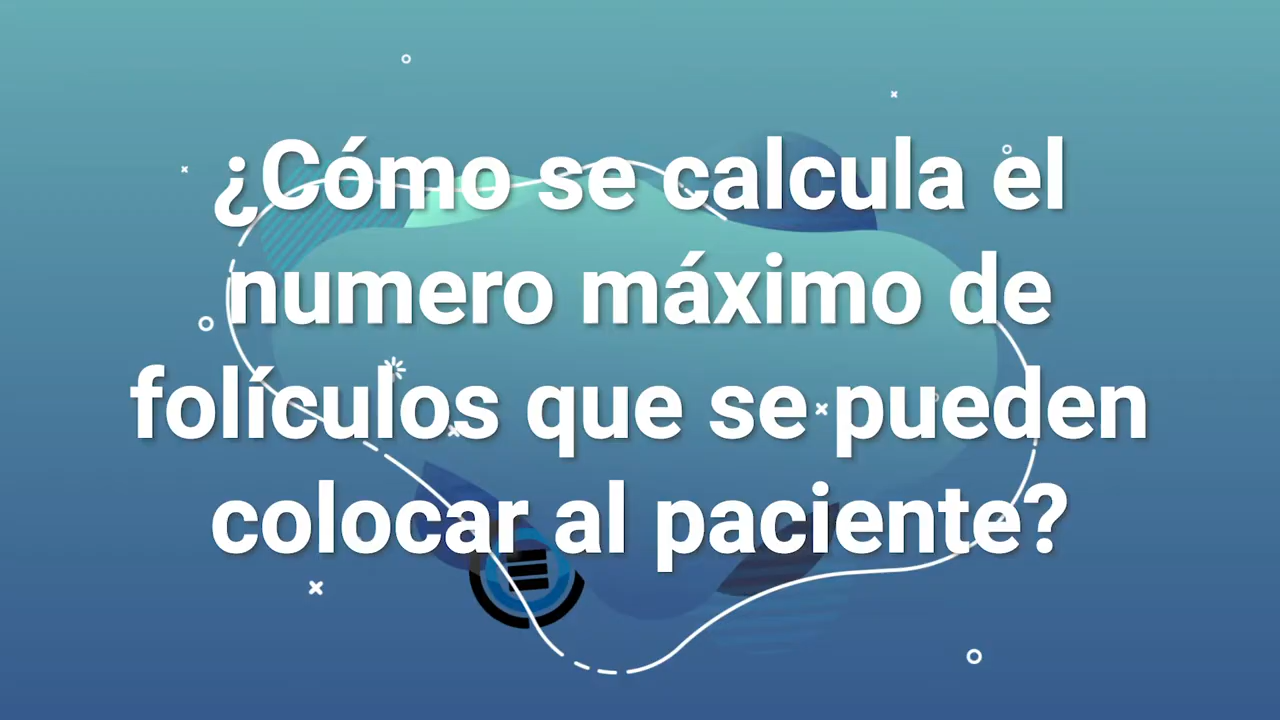 ¿Cómo se calcula el
numero máximo de
folículos que se pueden
colocar al paciente?